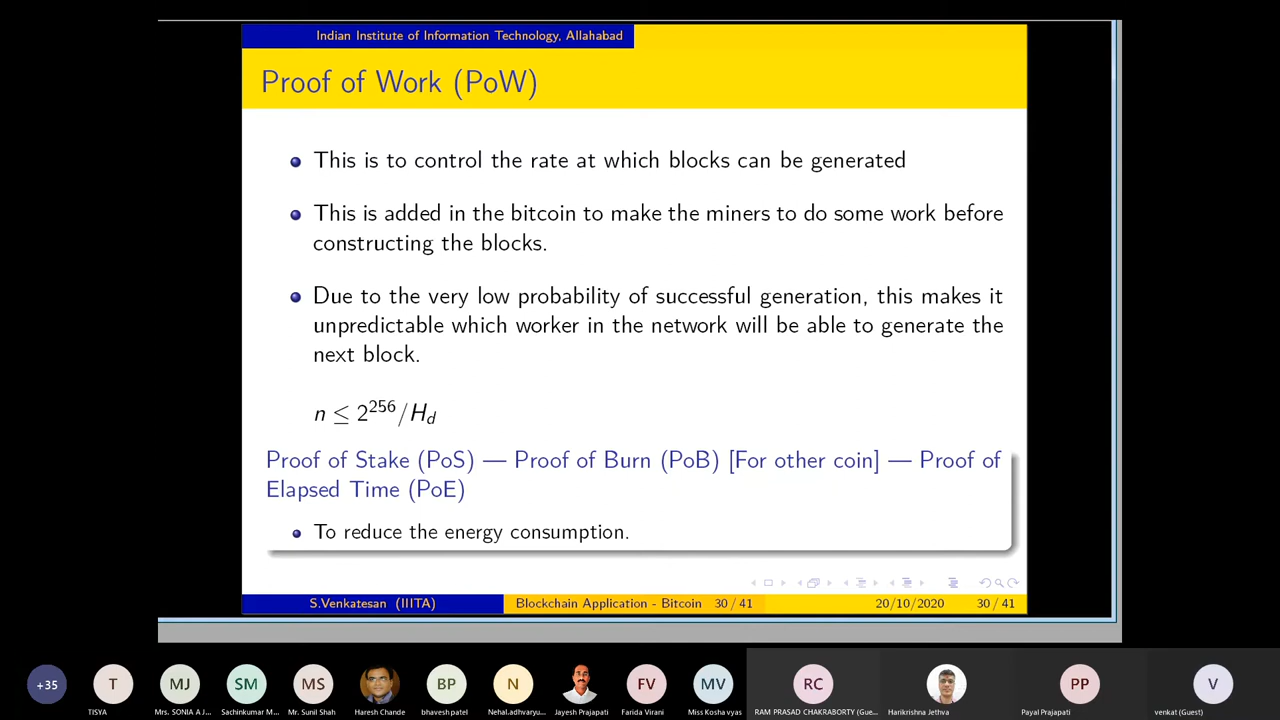 Indian Institute of Information Technology, Allahabad
Proof of Work (PoW)
This is to control the rate at which blocks can be generated
This is added in the bitcoin to make the miners to do some work before
constructing the blocks.
Due to the very low probability of successful generation, this makes it
unpredictable which worker in the network will be able to generate the
next block.
n ≤ 2^256/H_d
Proof of Stake (PoS) — Proof of Burn (PoB) [For other coin] — Proof of
Elapsed Time (PoE)
To reduce the energy consumption.
S.Venkatesan (IIITA) Blockchain Application - Bitcoin 30 / 41 20/10/2020 30 / 41
+35 T MJ SM MS BP N FV MV RC PP V
TISYA Mrs. SONIA A J... Sachinkumar M... Mr. Sunil Shah Haresh Chande bhavesh patel Nehal.adhvaryu... Jayesh Prajapati Farida Virani Miss Kosha vyas RAM PRASAD CHAKRABORTY (Gue... Harikrishna Jethva Payal Prajapati venkat (Guest)